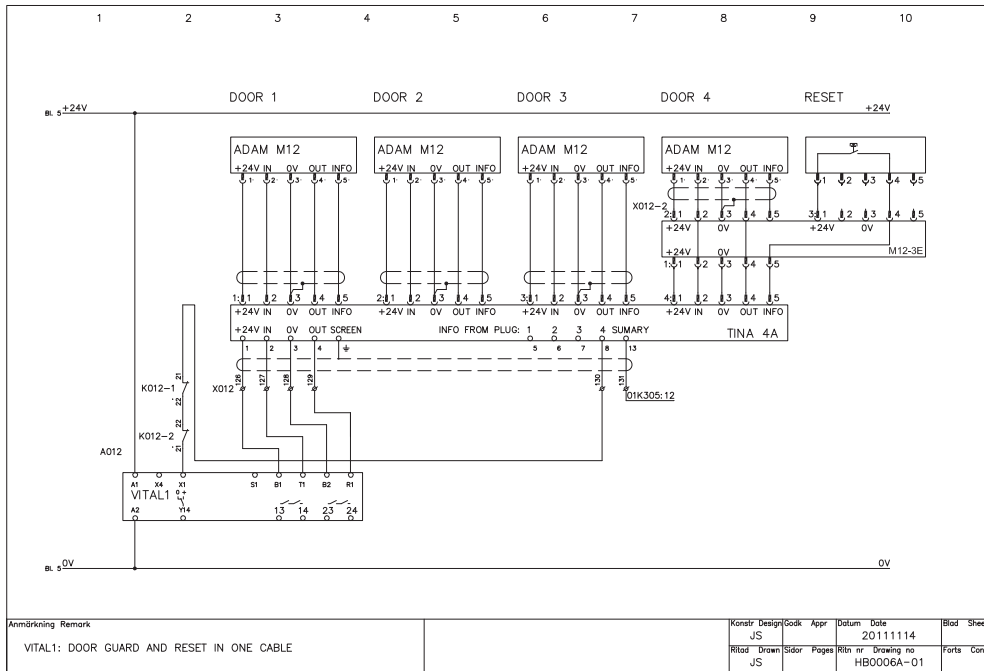 1 2 3 4 5 6 7 8 9 10
DOOR 1 DOOR 2 DOOR 3 DOOR 4 RESET
Bl. 5 +24V +24V
ADAM M12 ADAM M12 ADAM M12 ADAM M12
+24V IN 0V OUT INFO +24V IN 0V OUT INFO +24V IN 0V OUT INFO +24V IN 0V OUT INFO
1 2 3 4 5 1 2 3 4 5 1 2 3 4 5 1 2 3 4 5 1 2 3 4 5
X012-2
2:1 2 3 4 5 3:1 2 3 4 5
+24V 0V +24V 0V
M12-3E
+24V 0V
1:1 2 3 4 5
1:1 2 3 4 5 2:1 2 3 4 5 3:1 2 3 4 5 4:1 2 3 4 5
+24V IN 0V OUT INFO +24V IN 0V OUT INFO +24V IN 0V OUT INFO +24V IN 0V OUT INFO
+24V IN 0V OUT SCREEN INFO FROM PLUG: 1 2 3 4 SUMARY TINA 4A
1 2 3 4 5 6 7 8 13
X012 126 127 128 129 130 131
01K305:12
21
K012-1
22
22
K012-2
21
A012
A1 X4 X1 S1 B1 T1 B2 R1
VITAL1 0 +
A2 Y14 13 14 23 24
Bl. 5 0V 0V
Anmärkning Remark
VITAL1: DOOR GUARD AND RESET IN ONE CABLE
Konstr Design Godk Appr Datum Date Blad Shee
JS 20111114
Ritad Drawn Sidor Pages Ritn nr Drawing no Forts Con
JS HB0006A-01